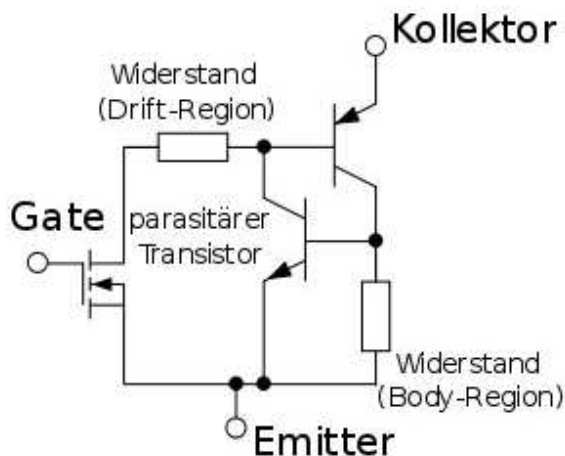 Kollektor
Widerstand
(Drift-Region)
Gate
parasitärer
Transistor
Widerstand
(Body-Region)
Emitter